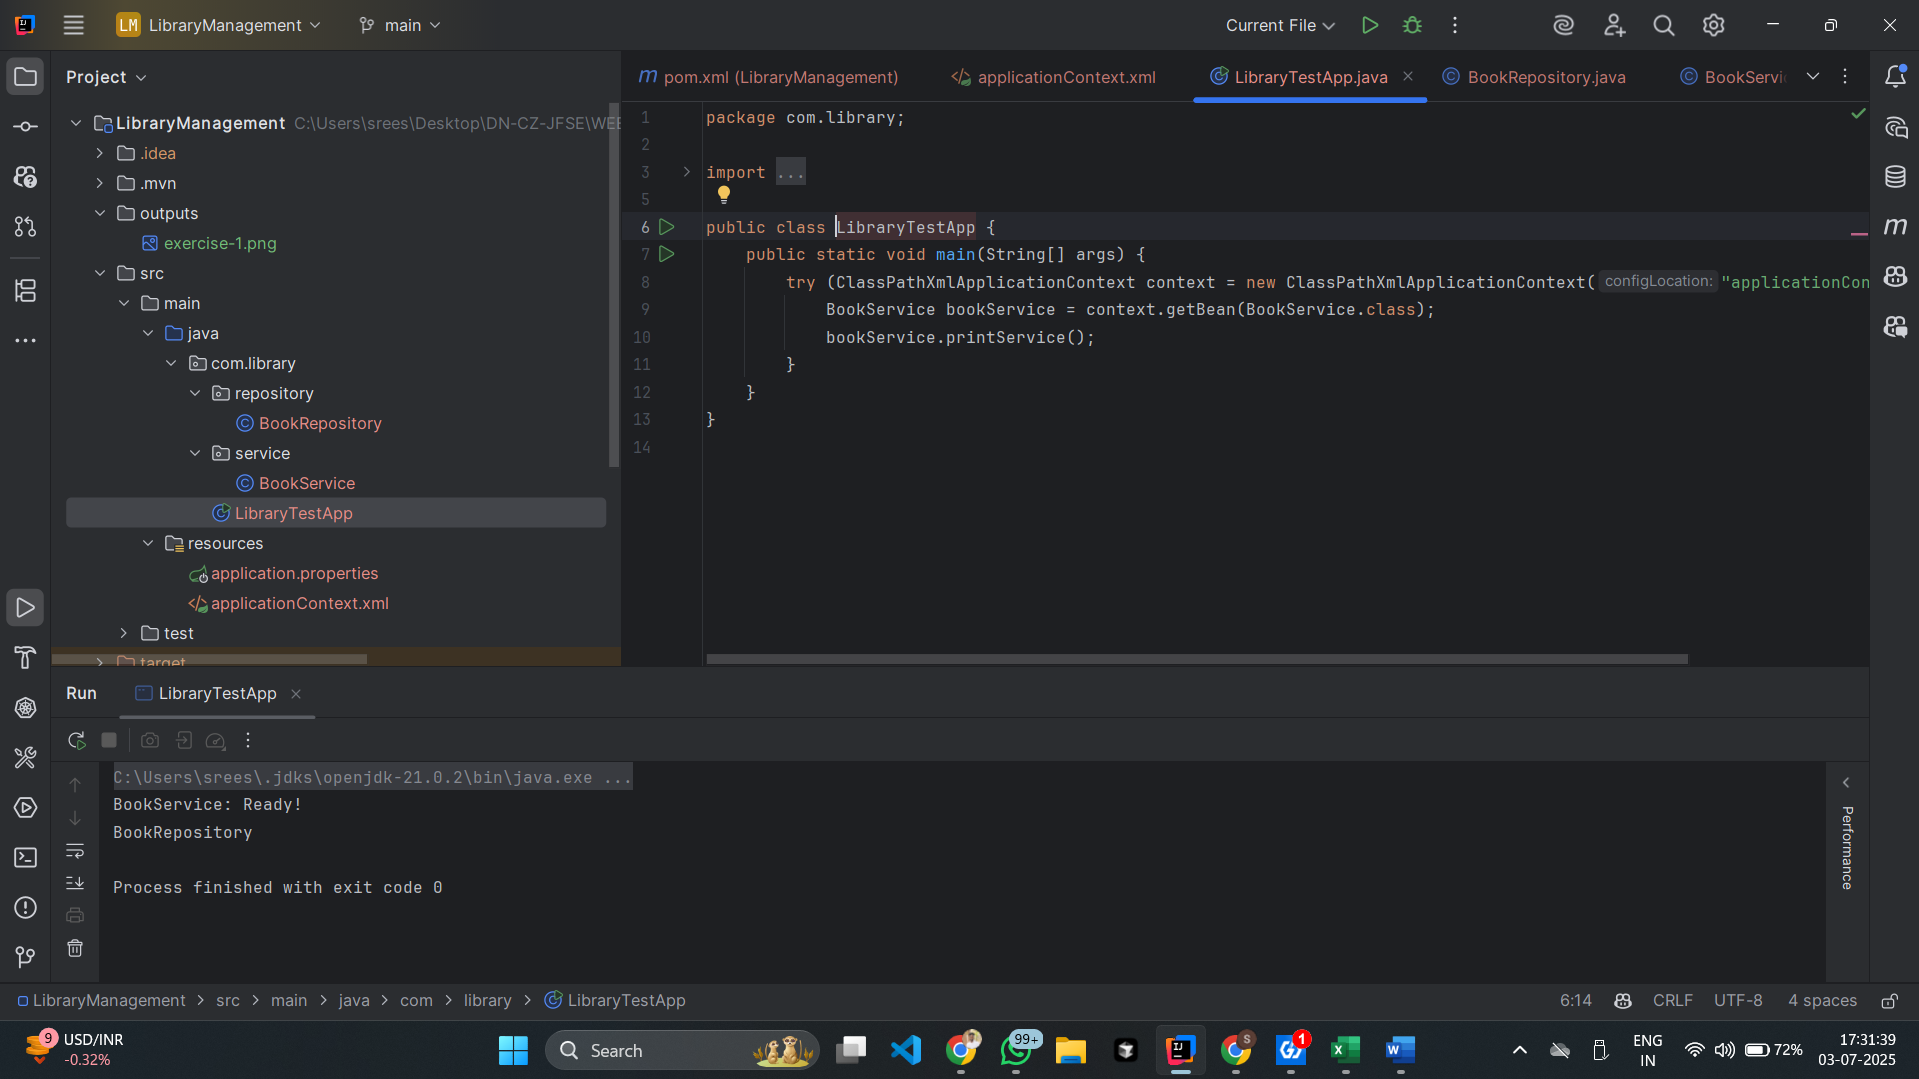 LM LibraryManagement main Current File
Project
pom.xml (LibraryManagement) applicationContext.xml LibraryTestApp.java BookRepository.java BookServi
LibraryManagement C:\Users\srees\Desktop\DN-CZ-JFSE\WEE
.idea
.mvn
outputs
exercise-1.png
src
main
java
com.library
repository
BookRepository
service
BookService
LibraryTestApp
resources
application.properties
applicationContext.xml
test
target
1 package com.library;
2
3 import ...
5
6 public class LibraryTestApp {
7 public static void main(String[] args) {
8 try (ClassPathXmlApplicationContext context = new ClassPathXmlApplicationContext( configLocation: "applicationCon
9 BookService bookService = context.getBean(BookService.class);
10 bookService.printService();
11 }
12 }
13 }
14
Run LibraryTestApp
C:\Users\srees\.jdks\openjdk-21.0.2\bin\java.exe ...
BookService: Ready!
BookRepository
Process finished with exit code 0
Performance
LibraryManagement > src > main > java > com > library > LibraryTestApp
6:14 CRLF UTF-8 4 spaces
9 USD/INR
-0.32%
Search
99+
S
1
ENG
IN
72%
17:31:39
03-07-2025